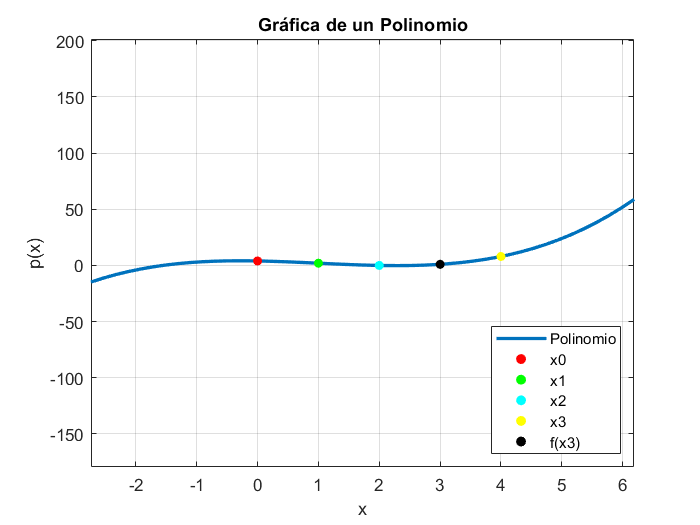 Gráfica de un Polinomio
200
150
100
50
0
-50
-100
-150
p(x)
-2 -1 0 1 2 3 4 5 6
x
Polinomio
x0
x1
x2
x3
f(x3)